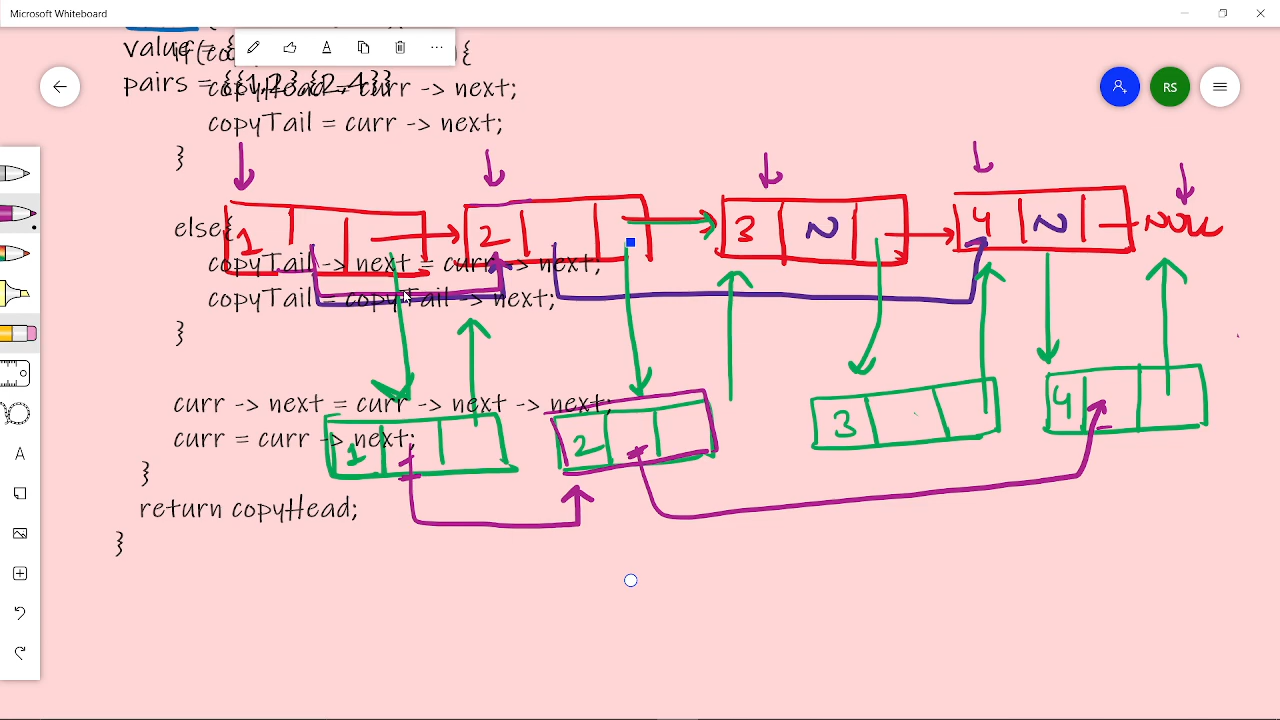 Microsoft Whiteboard
value = {
if(co
){
pairs = {{1,2},{2,4}}
copyHead = curr -> next;
RS
copyTail = curr -> next;
}
else{
1 2 3 N 4 N NULL
copyTail -> next = curr -> next;
copyTail = copyTail -> next;
}
curr -> next = curr -> next -> next;
curr = curr -> next;
1 2 3 4
}
return copyHead;
}